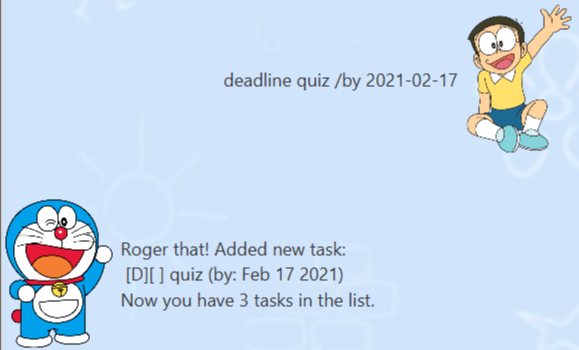 deadline quiz /by 2021-02-17
Roger that! Added new task:
[D][ ] quiz (by: Feb 17 2021)
Now you have 3 tasks in the list.